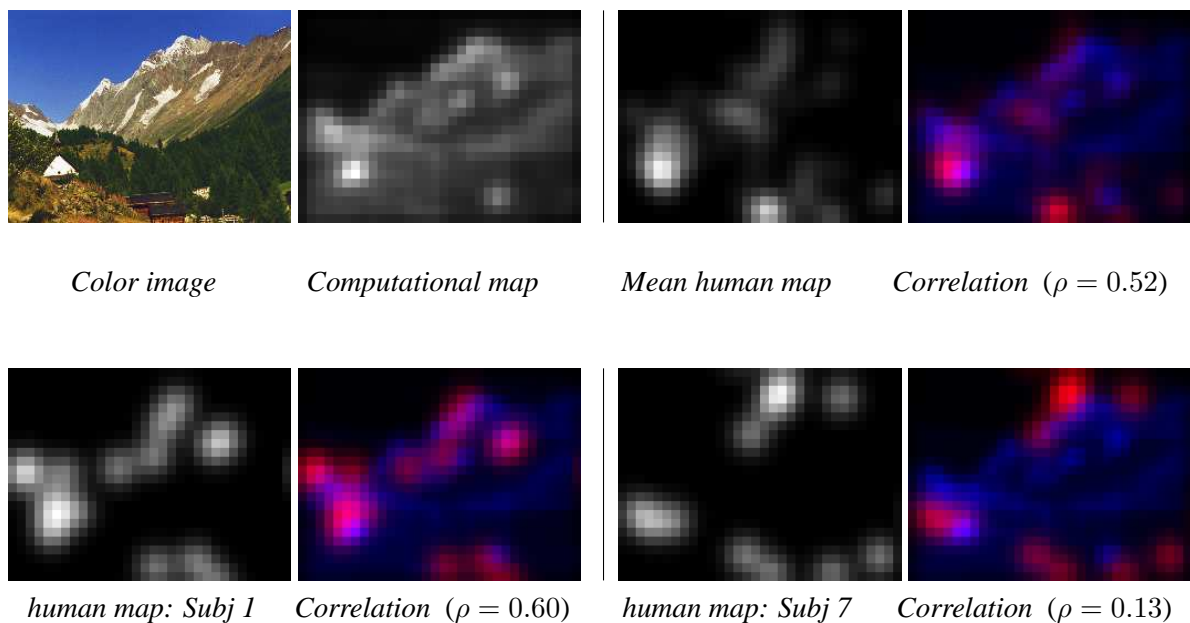 Color image
Computational map
Mean human map
Correlation (ρ = 0.52)
human map: Subj 1
Correlation (ρ = 0.60)
human map: Subj 7
Correlation (ρ = 0.13)